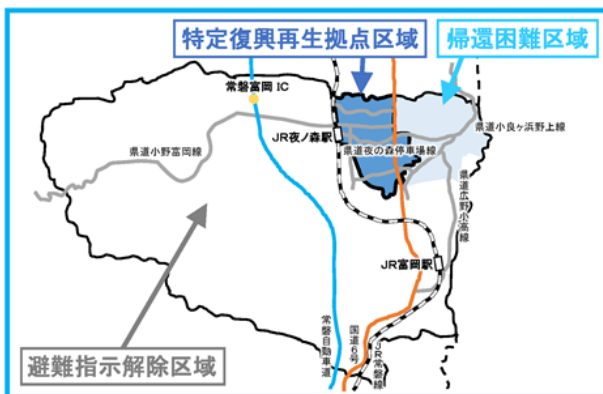 特定復興再生拠点区域
帰還困難区域
常磐富岡 IC
JR夜ノ森駅
県道小良ヶ浜野上線
県道夜の森停車場線
県道小野富岡線
県道広野小高線
JR富岡駅
避難指示解除区域
常磐自動車道
国道6号
JR常磐線